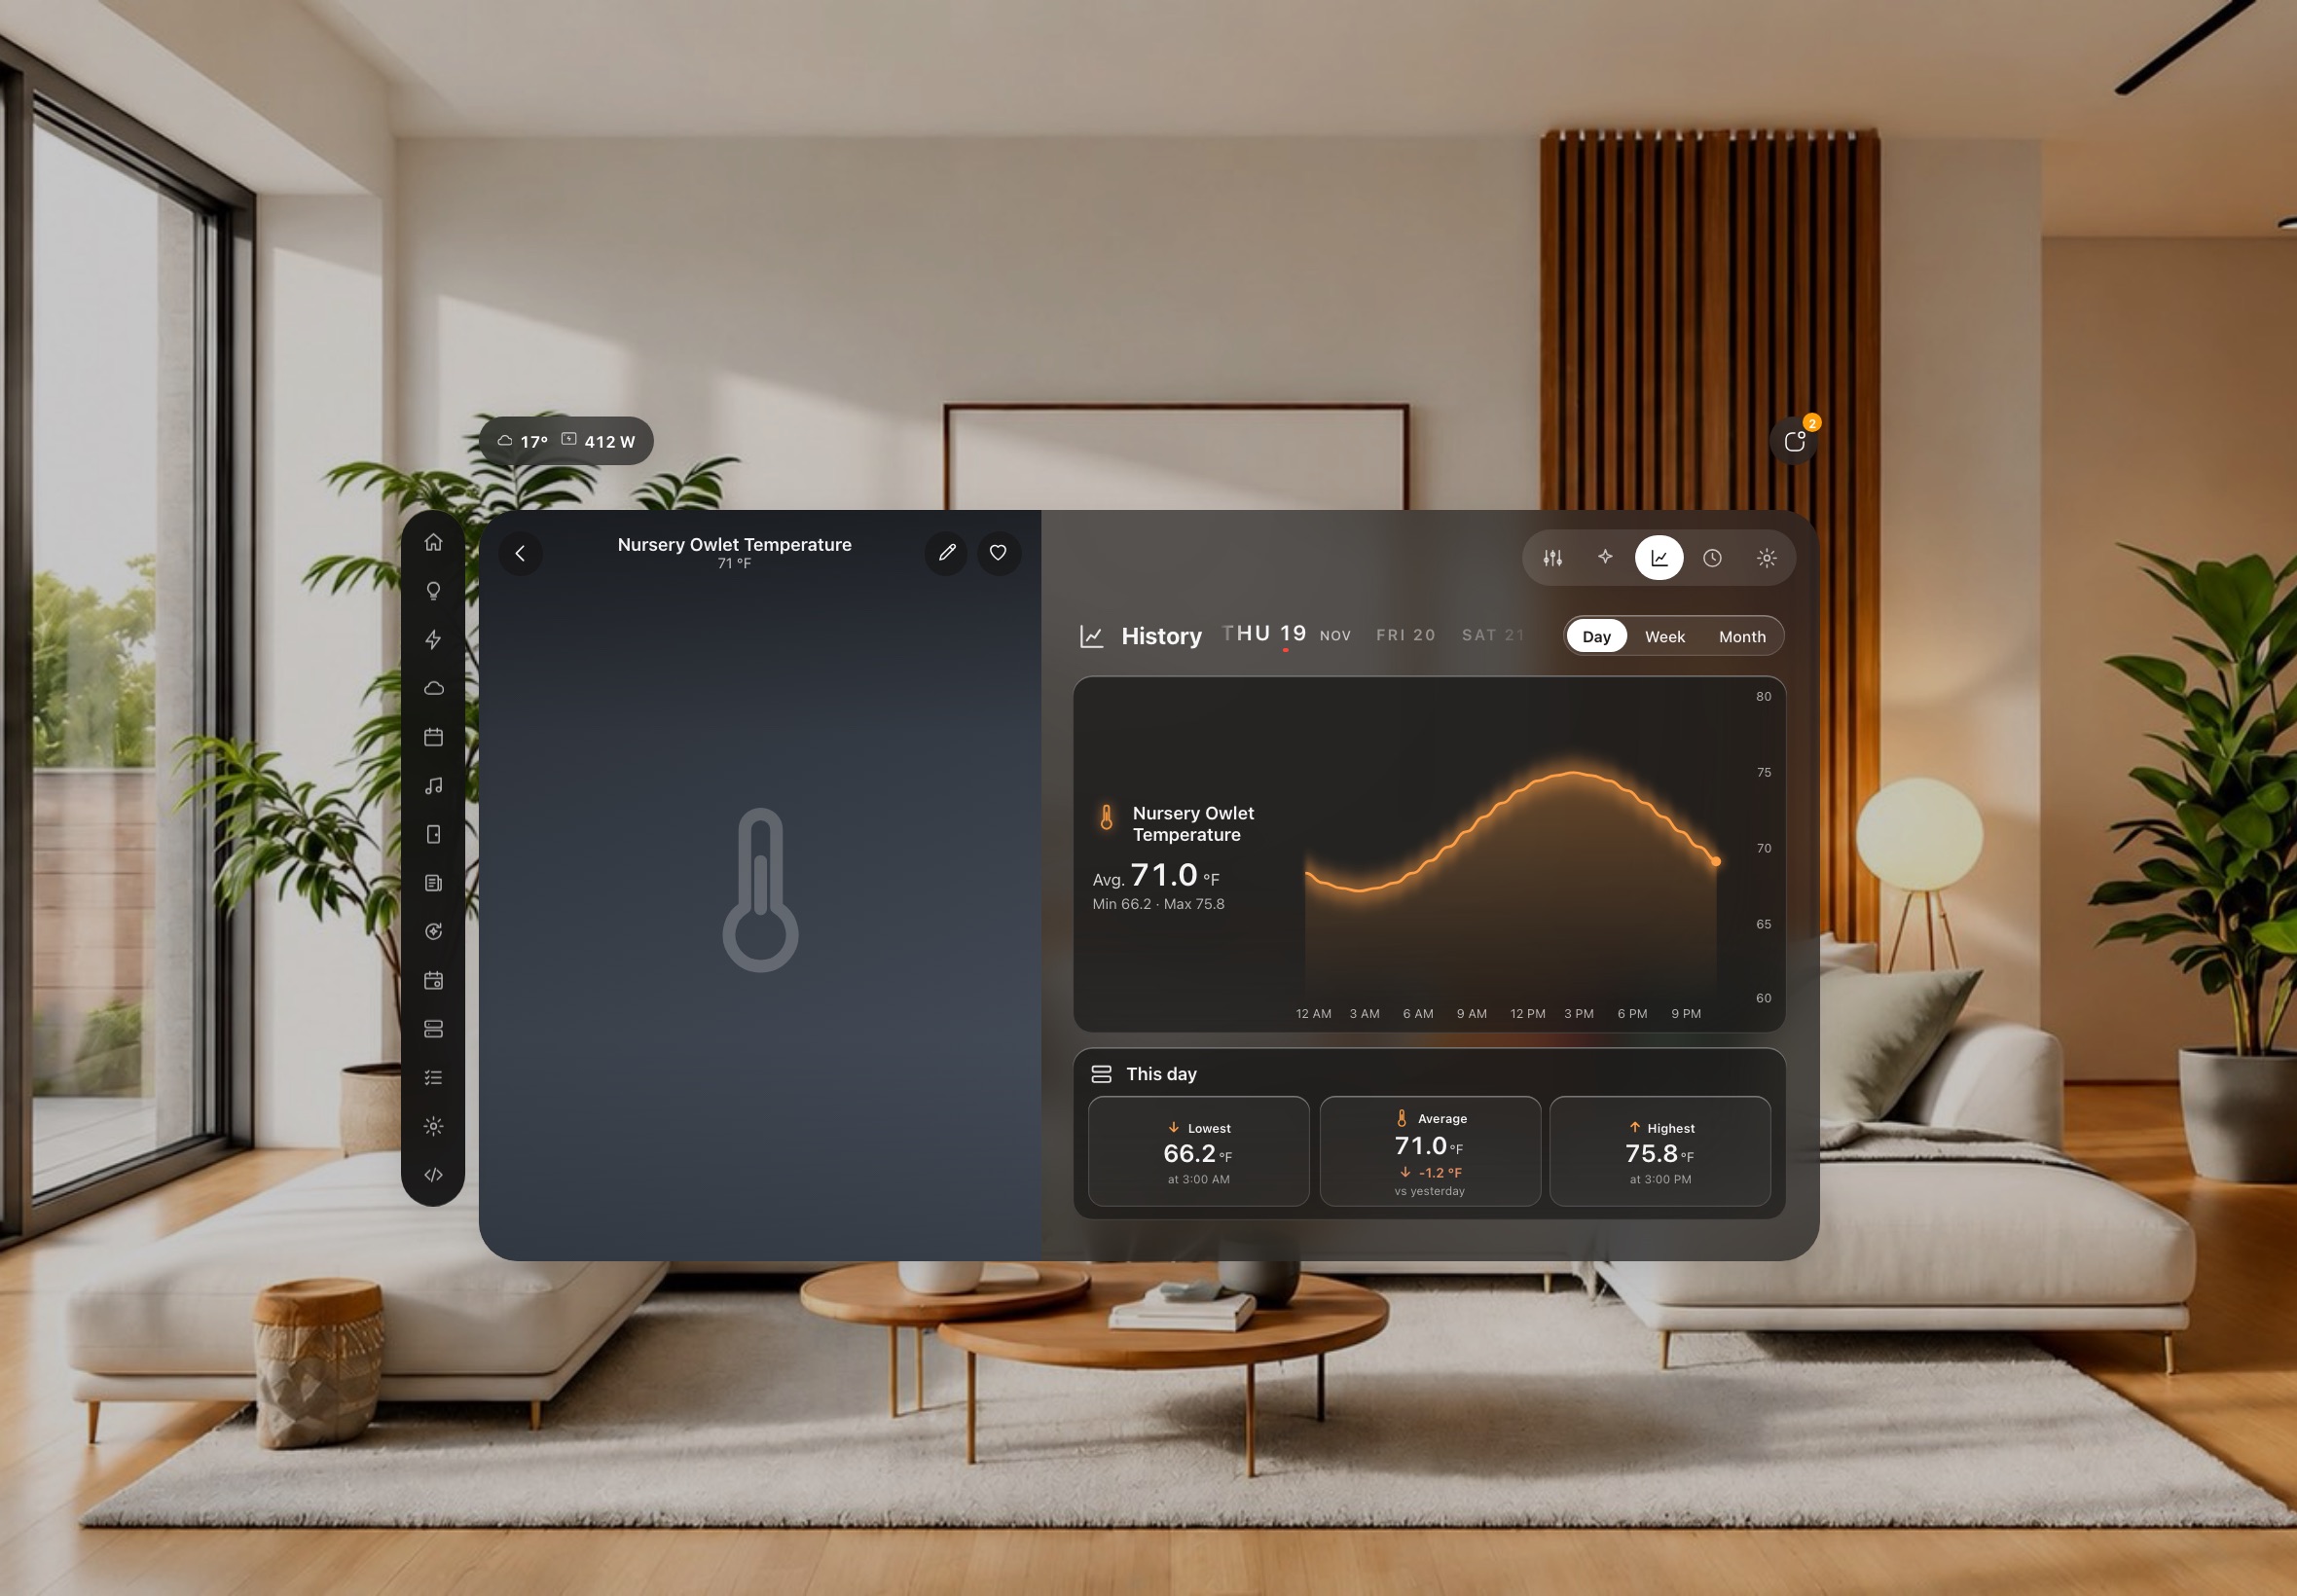 17° 412 W
2
Nursery Owlet Temperature
71 °F
History THU 19 NOV FRI 20 SAT 21
Day Week Month
Nursery Owlet
Temperature
Avg. 71.0 °F
Min 66.2 · Max 75.8
80
75
70
65
60
12 AM 3 AM 6 AM 9 AM 12 PM 3 PM 6 PM 9 PM
This day
Lowest
66.2 °F
at 3:00 AM
Average
71.0 °F
-1.2 °F
vs yesterday
Highest
75.8 °F
at 3:00 PM